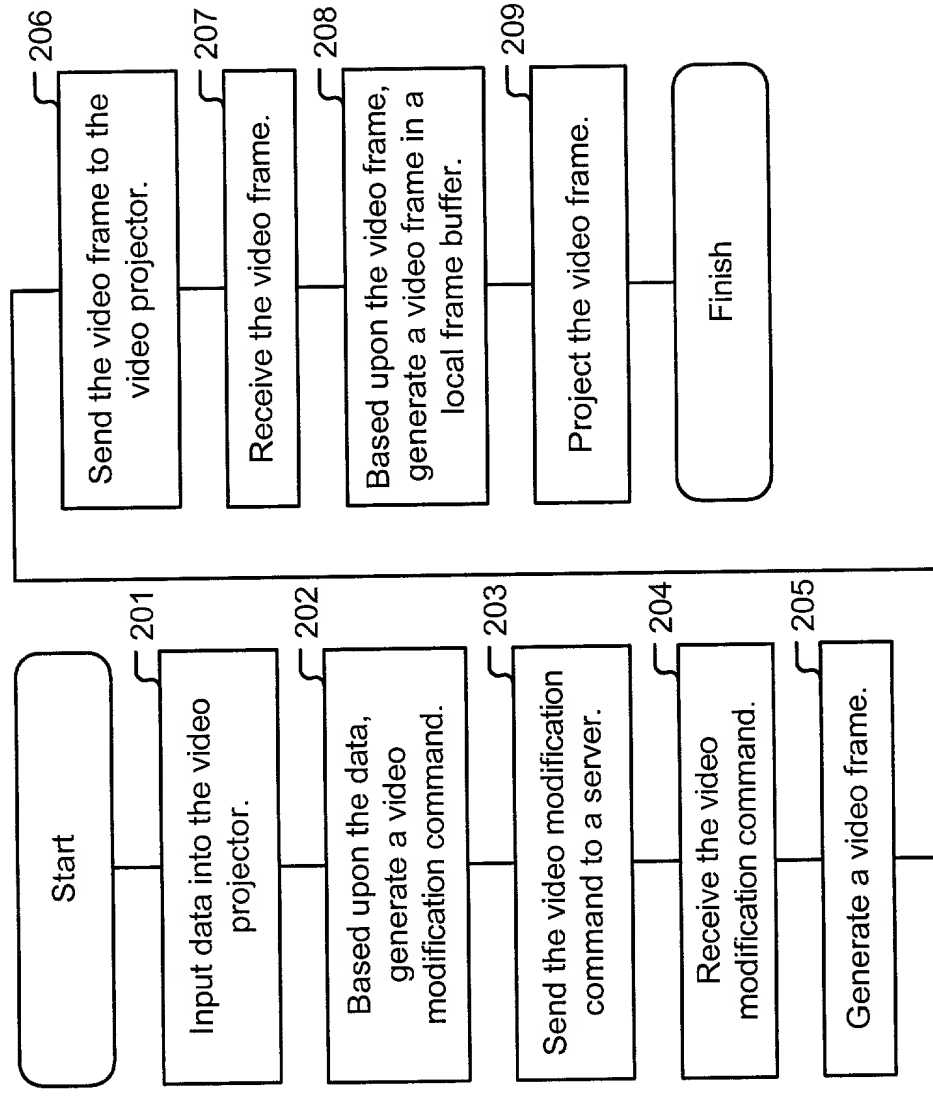 Start
201
Input data into the video
projector.
202
Based upon the data,
generate a video
modification command.
203
Send the video modification
command to a server.
204
Receive the video
modification command.
205
Generate a video frame.
206
Send the video frame to the
video projector.
207
Receive the video frame.
208
Based upon the video frame,
generate a video frame in a
local frame buffer.
209
Project the video frame.
Finish